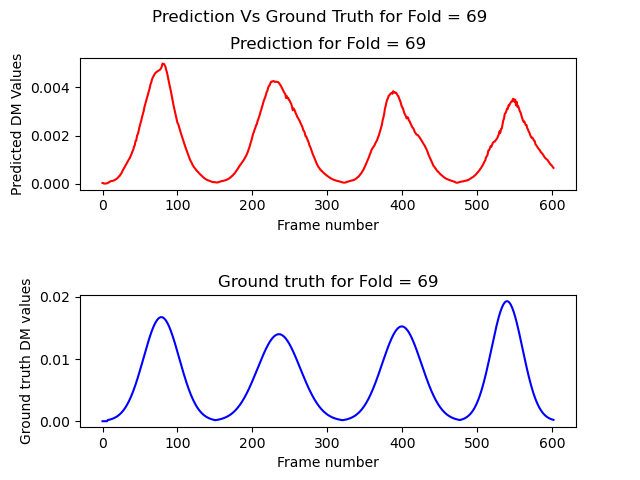 Prediction Vs Ground Truth for Fold = 69
Prediction for Fold = 69
Predicted DM Values
0.004
0.002
0.000
0 100 200 300 400 500 600
Frame number
Ground truth for Fold = 69
Ground truth DM values
0.02
0.01
0.00
0 100 200 300 400 500 600
Frame number